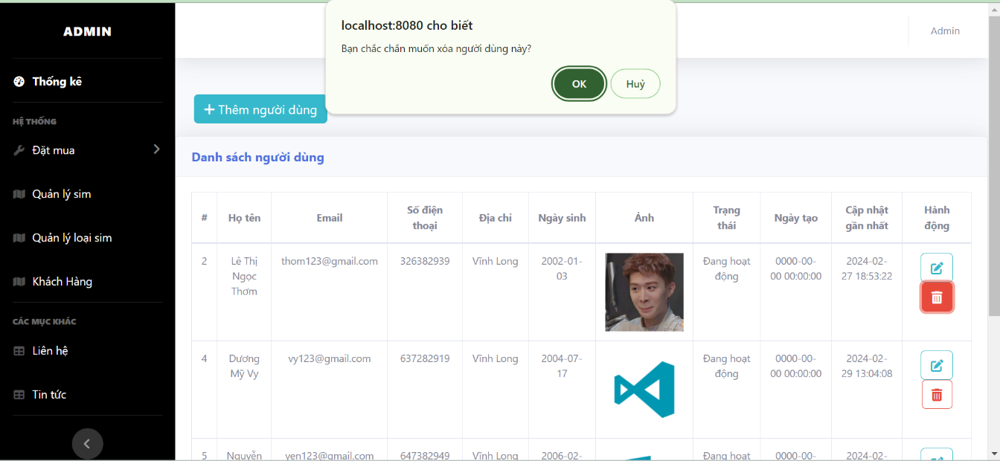 ADMIN
Thống kê
HỆ THỐNG
Đặt mua
Quản lý sim
Quản lý loại sim
Khách Hàng
CÁC MỤC KHÁC
Liên hệ
Tin tức
localhost:8080 cho biết
Bạn chắc chắn muốn xóa người dùng này?
OK Huỷ
Admin
Thêm người dùng
Danh sách người dùng
# Họ tên Email Số điện thoại Địa chỉ Ngày sinh Ảnh Trạng thái Ngày tạo Cập nhật gần nhất Hành động
2 Lê Thị Ngọc Thơm thom123@gmail.com 326382939 Vĩnh Long 2002-01-03 Đang hoạt động 0000-00-00 00:00:00 2024-02-27 18:53:22
4 Dương Mỹ Vy vy123@gmail.com 637282919 Vĩnh Long 2004-07-17 Đang hoạt động 0000-00-00 00:00:00 2024-02-29 13:04:08
5 Nguyễn yen123@gmail.com 647382949 Vĩnh Long 2006-02- Đang hoạt 0000-00- 2024-02-